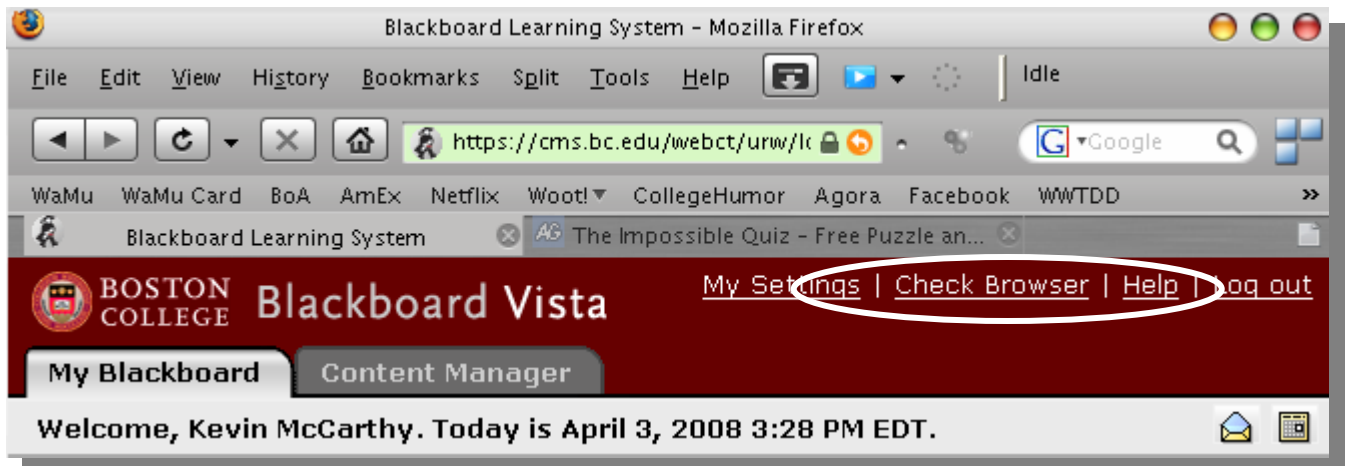 Blackboard Learning System - Mozilla Firefox
File Edit View History Bookmarks Split Tools Help Idle
https://cms.bc.edu/webct/urw/lc G Google
WaMu WaMu Card BoA AmEx Netflix Woot! CollegeHumor Agora Facebook WWTDD »
Blackboard Learning System AG The Impossible Quiz - Free Puzzle an...
My Settings | Check Browser | Help | Log out
BOSTON COLLEGE Blackboard Vista
My Blackboard Content Manager
Welcome, Kevin McCarthy. Today is April 3, 2008 3:28 PM EDT.